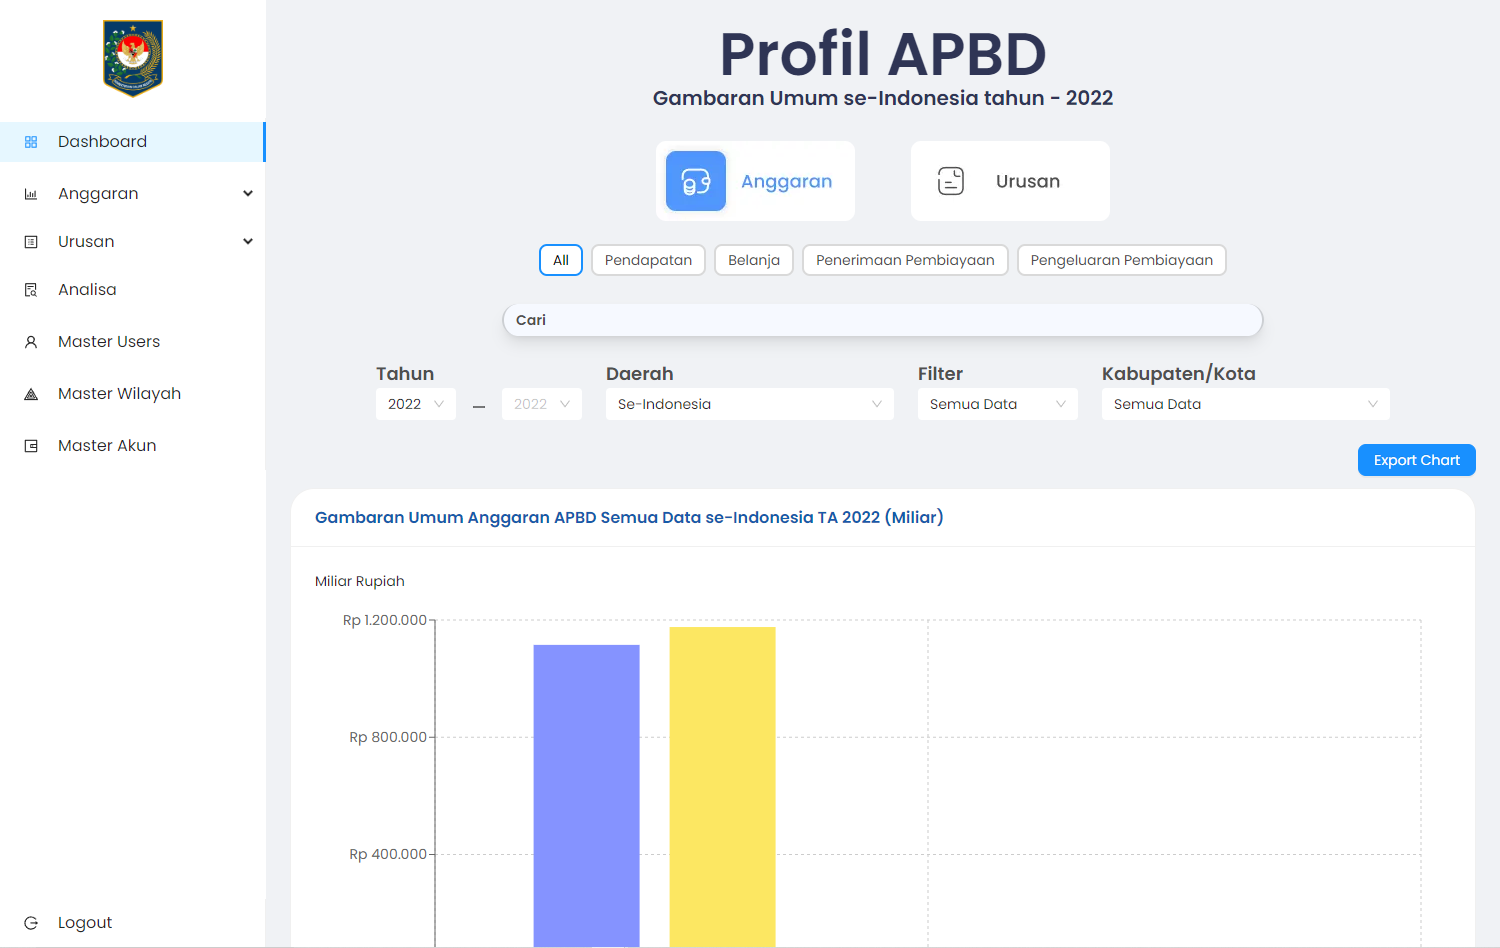 Dashboard
Anggaran
Urusan
Analisa
Master Users
Master Wilayah
Master Akun
Logout
Profil APBD
Gambaran Umum se-Indonesia tahun - 2022
Anggaran
Urusan
All
Pendapatan
Belanja
Penerimaan Pembiayaan
Pengeluaran Pembiayaan
Cari
Tahun
Daerah
Filter
Kabupaten/Kota
2022
—
2022
Se-Indonesia
Semua Data
Semua Data
Export Chart
Gambaran Umum Anggaran APBD Semua Data se-Indonesia TA 2022 (Miliar)
Miliar Rupiah
Rp 1.200.000
Rp 800.000
Rp 400.000